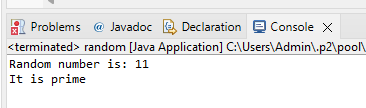 Problems @ Javadoc Declaration Console
<terminated> random [Java Application] C:\Users\Admin\.p2\pool\
Random number is: 11
It is prime